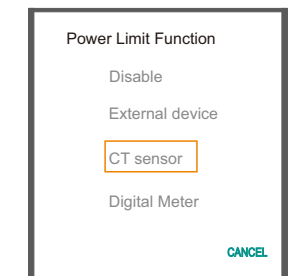 Power Limit Function
Disable
External device
CT sensor
Digital Meter
CANCEL